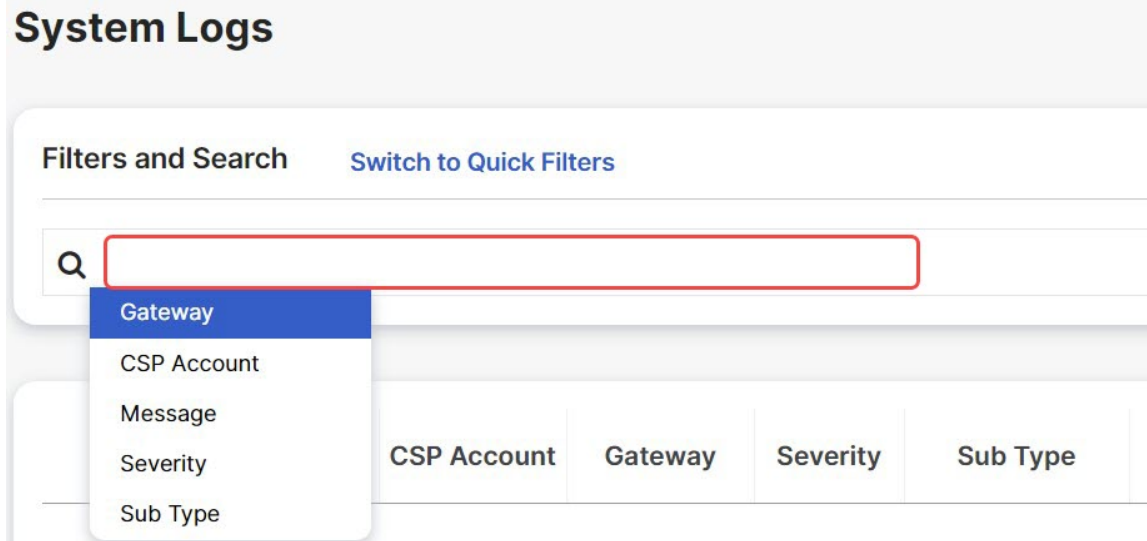 System Logs
Filters and Search Switch to Quick Filters
Gateway
CSP Account
Message
Severity
Sub Type
CSP Account Gateway Severity Sub Type